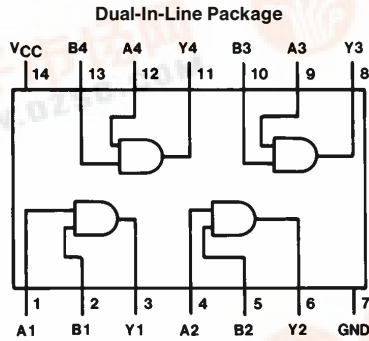 Dual-In-Line Package
VCC B4 A4 Y4 B3 A3 Y3
14 13 12 11 10 9 8
1 2 3 4 5 6 7
A1 B1 Y1 A2 B2 Y2 GND